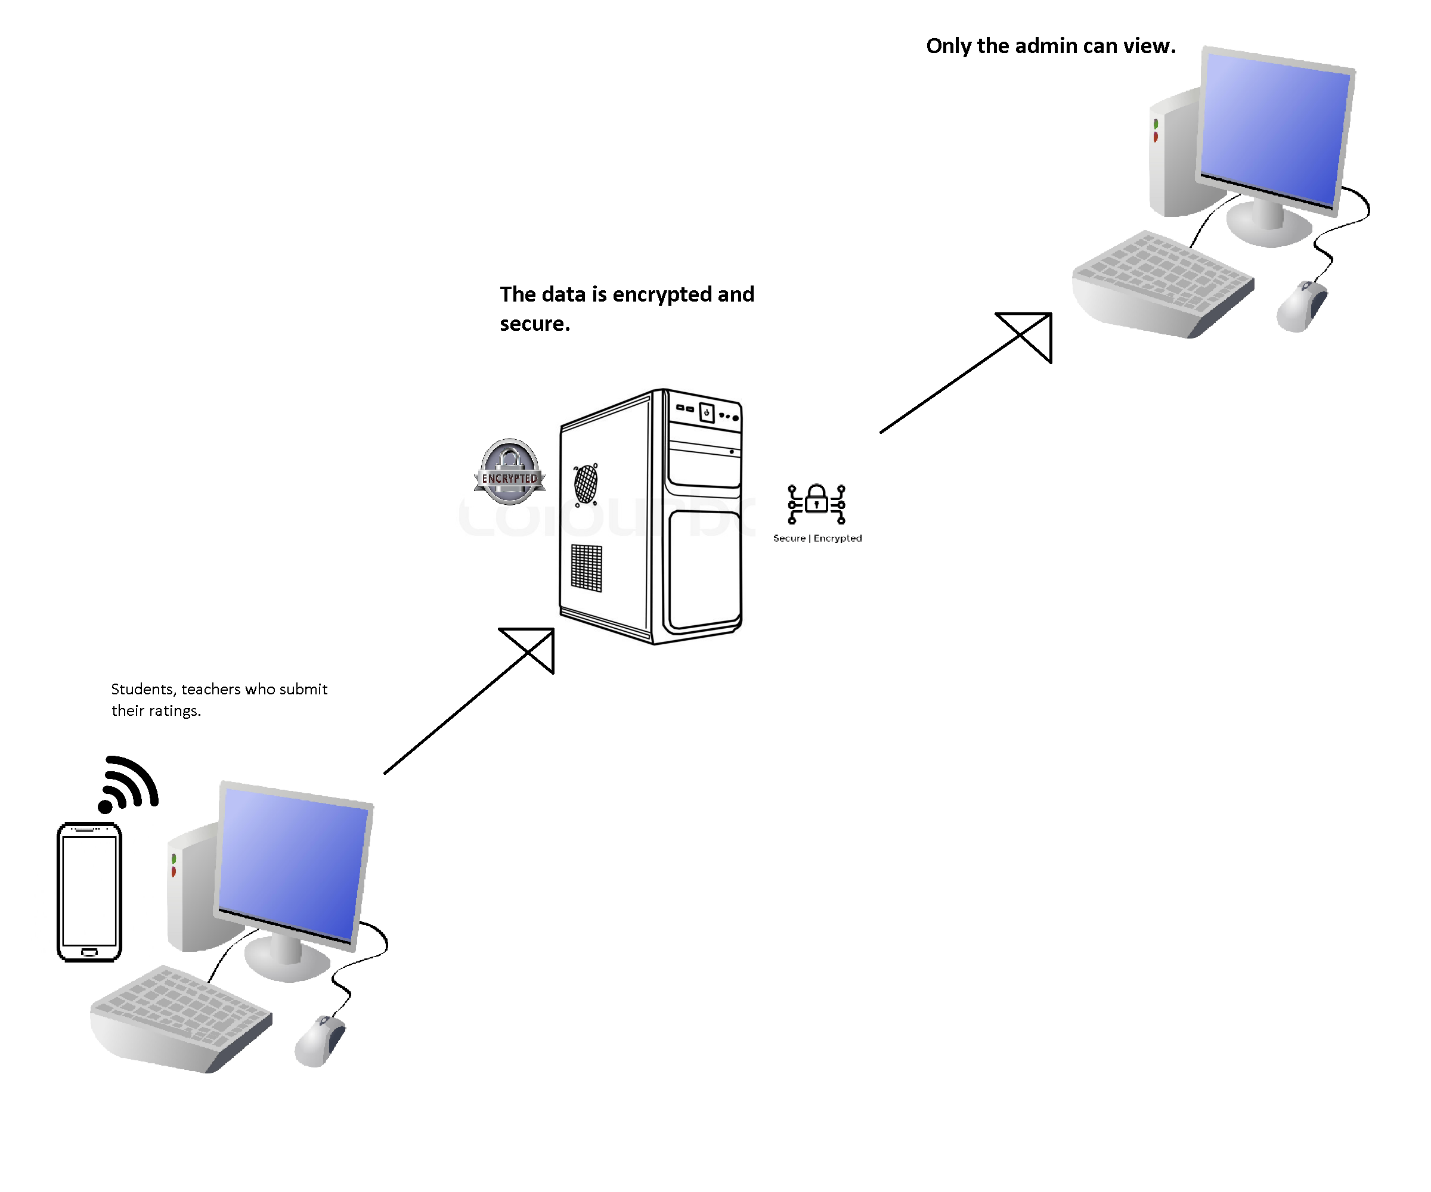 Only the admin can view.
The data is encrypted and
secure.
ENCRYPTED
Secure | Encrypted
Students, teachers who submit
their ratings.